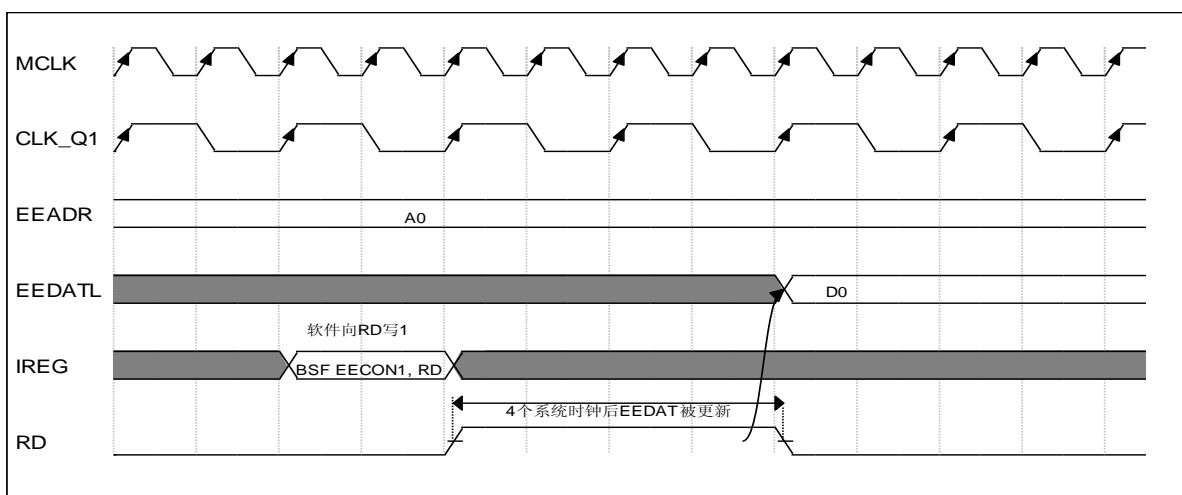 MCLK
CLK_Q1
EEADR
A0
EEDATL
D0
软件向RD写1
IREG
BSF EECON1, RD
4个系统时钟后EEDAT被更新
RD